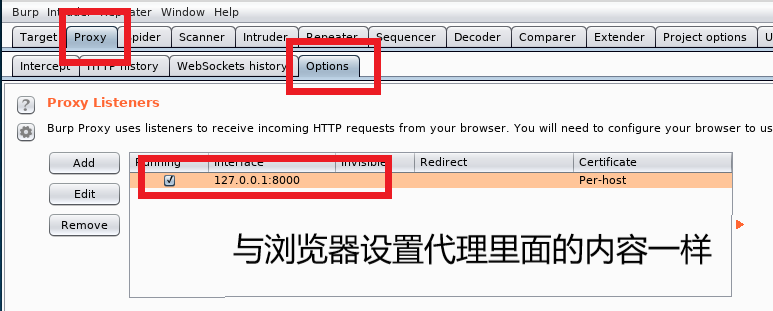 Burp Intruder Repeater Window Help
Target Proxy Spider Scanner Intruder Repeater Sequencer Decoder Comparer Extender Project options U
Intercept HTTP history WebSockets history Options
? Proxy Listeners
Burp Proxy uses listeners to receive incoming HTTP requests from your browser. You will need to configure your browser to us
Add Running Interface Invisible Redirect Certificate
127.0.0.1:8000 Per-host
Edit
Remove
与浏览器设置代理里面的内容一样